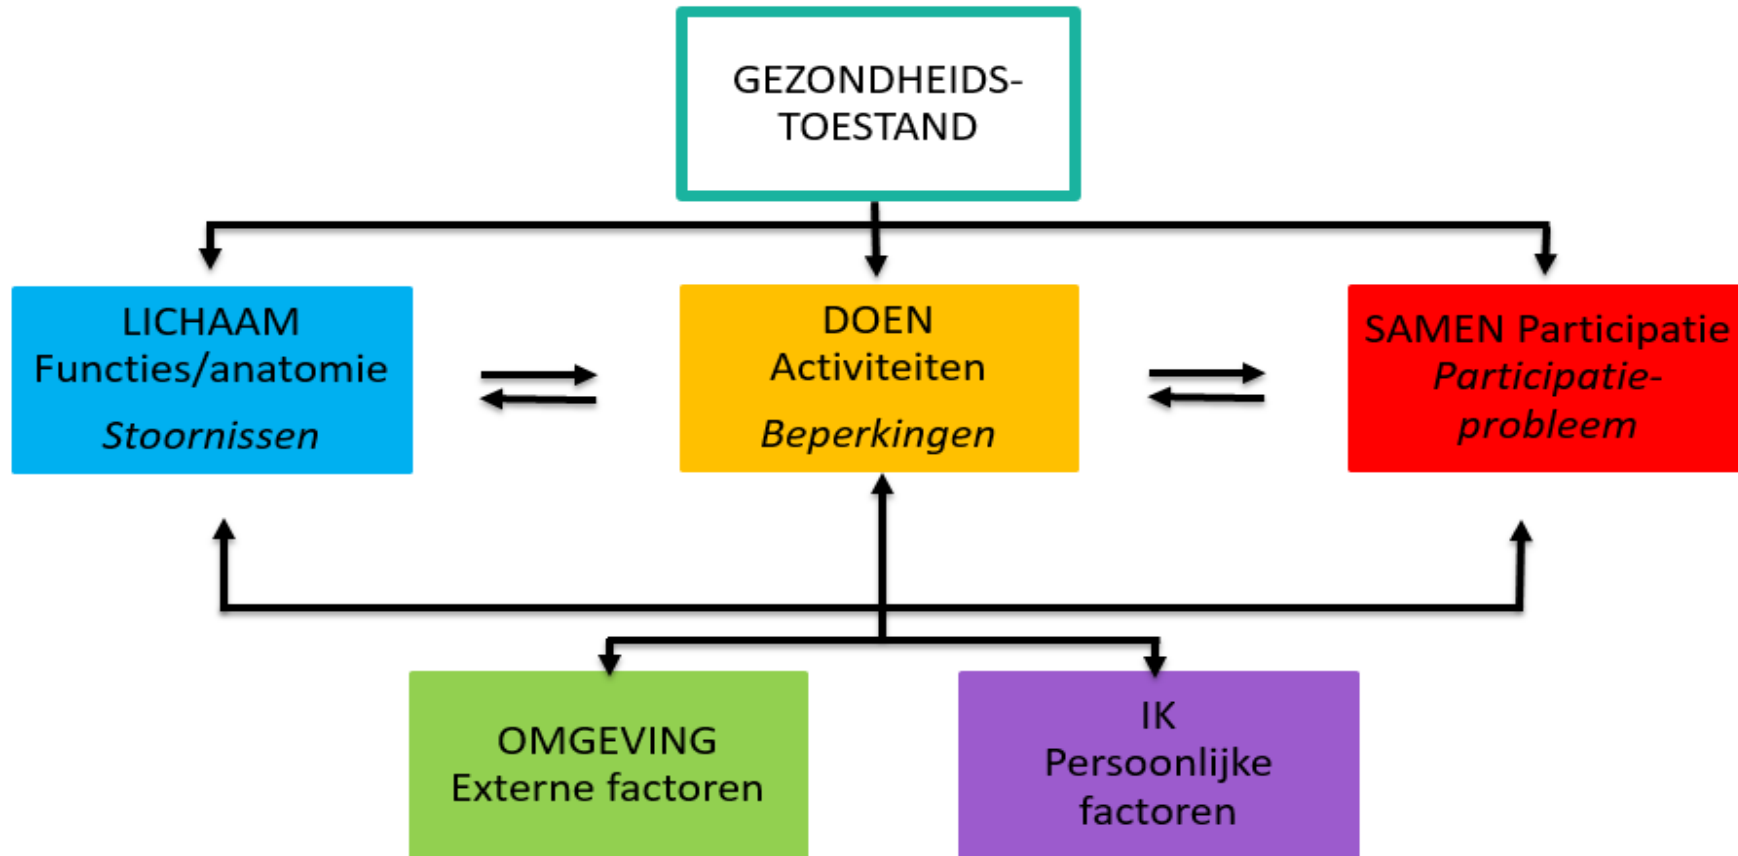 GEZONDHEIDS-
TOESTAND
LICHAAM
Functies/anatomie
Stoornissen
DOEN
Activiteiten
Beperkingen
SAMEN Participatie
Participatie-
probleem
OMGEVING
Externe factoren
IK
Persoonlijke
factoren